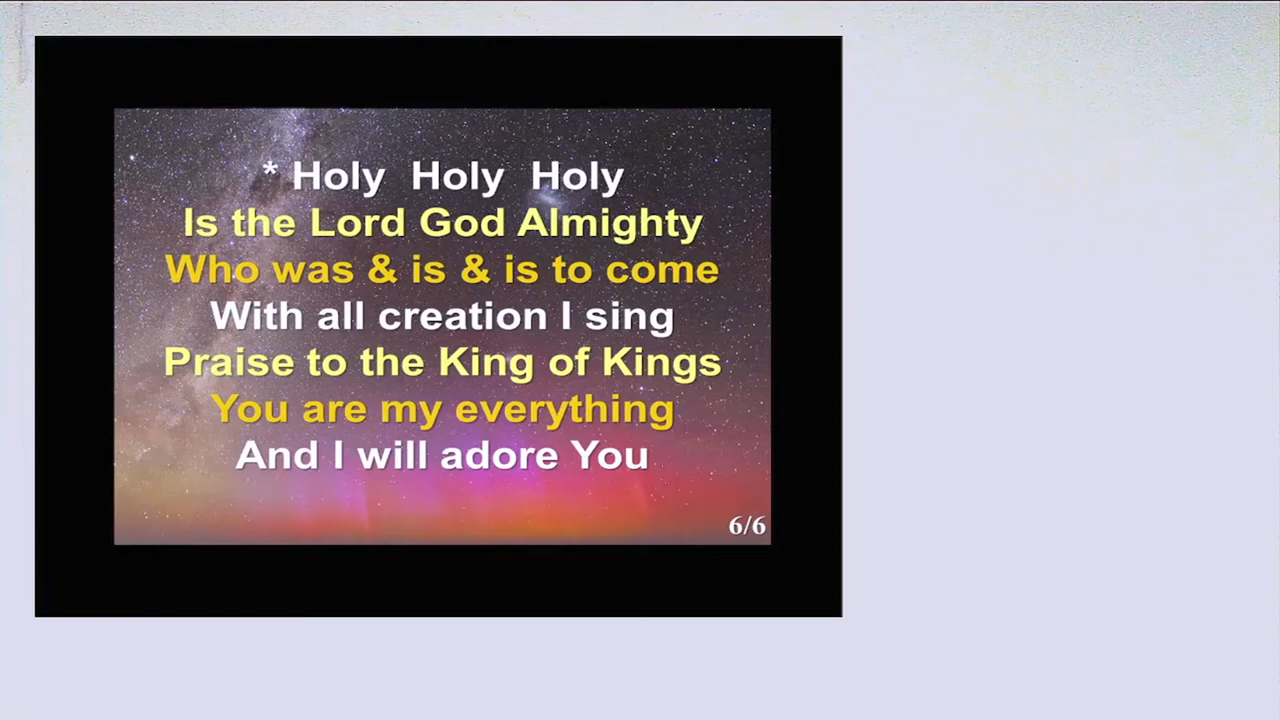 * Holy Holy Holy
Is the Lord God Almighty
Who was & is & is to come
With all creation I sing
Praise to the King of Kings
You are my everything
And I will adore You
6/6